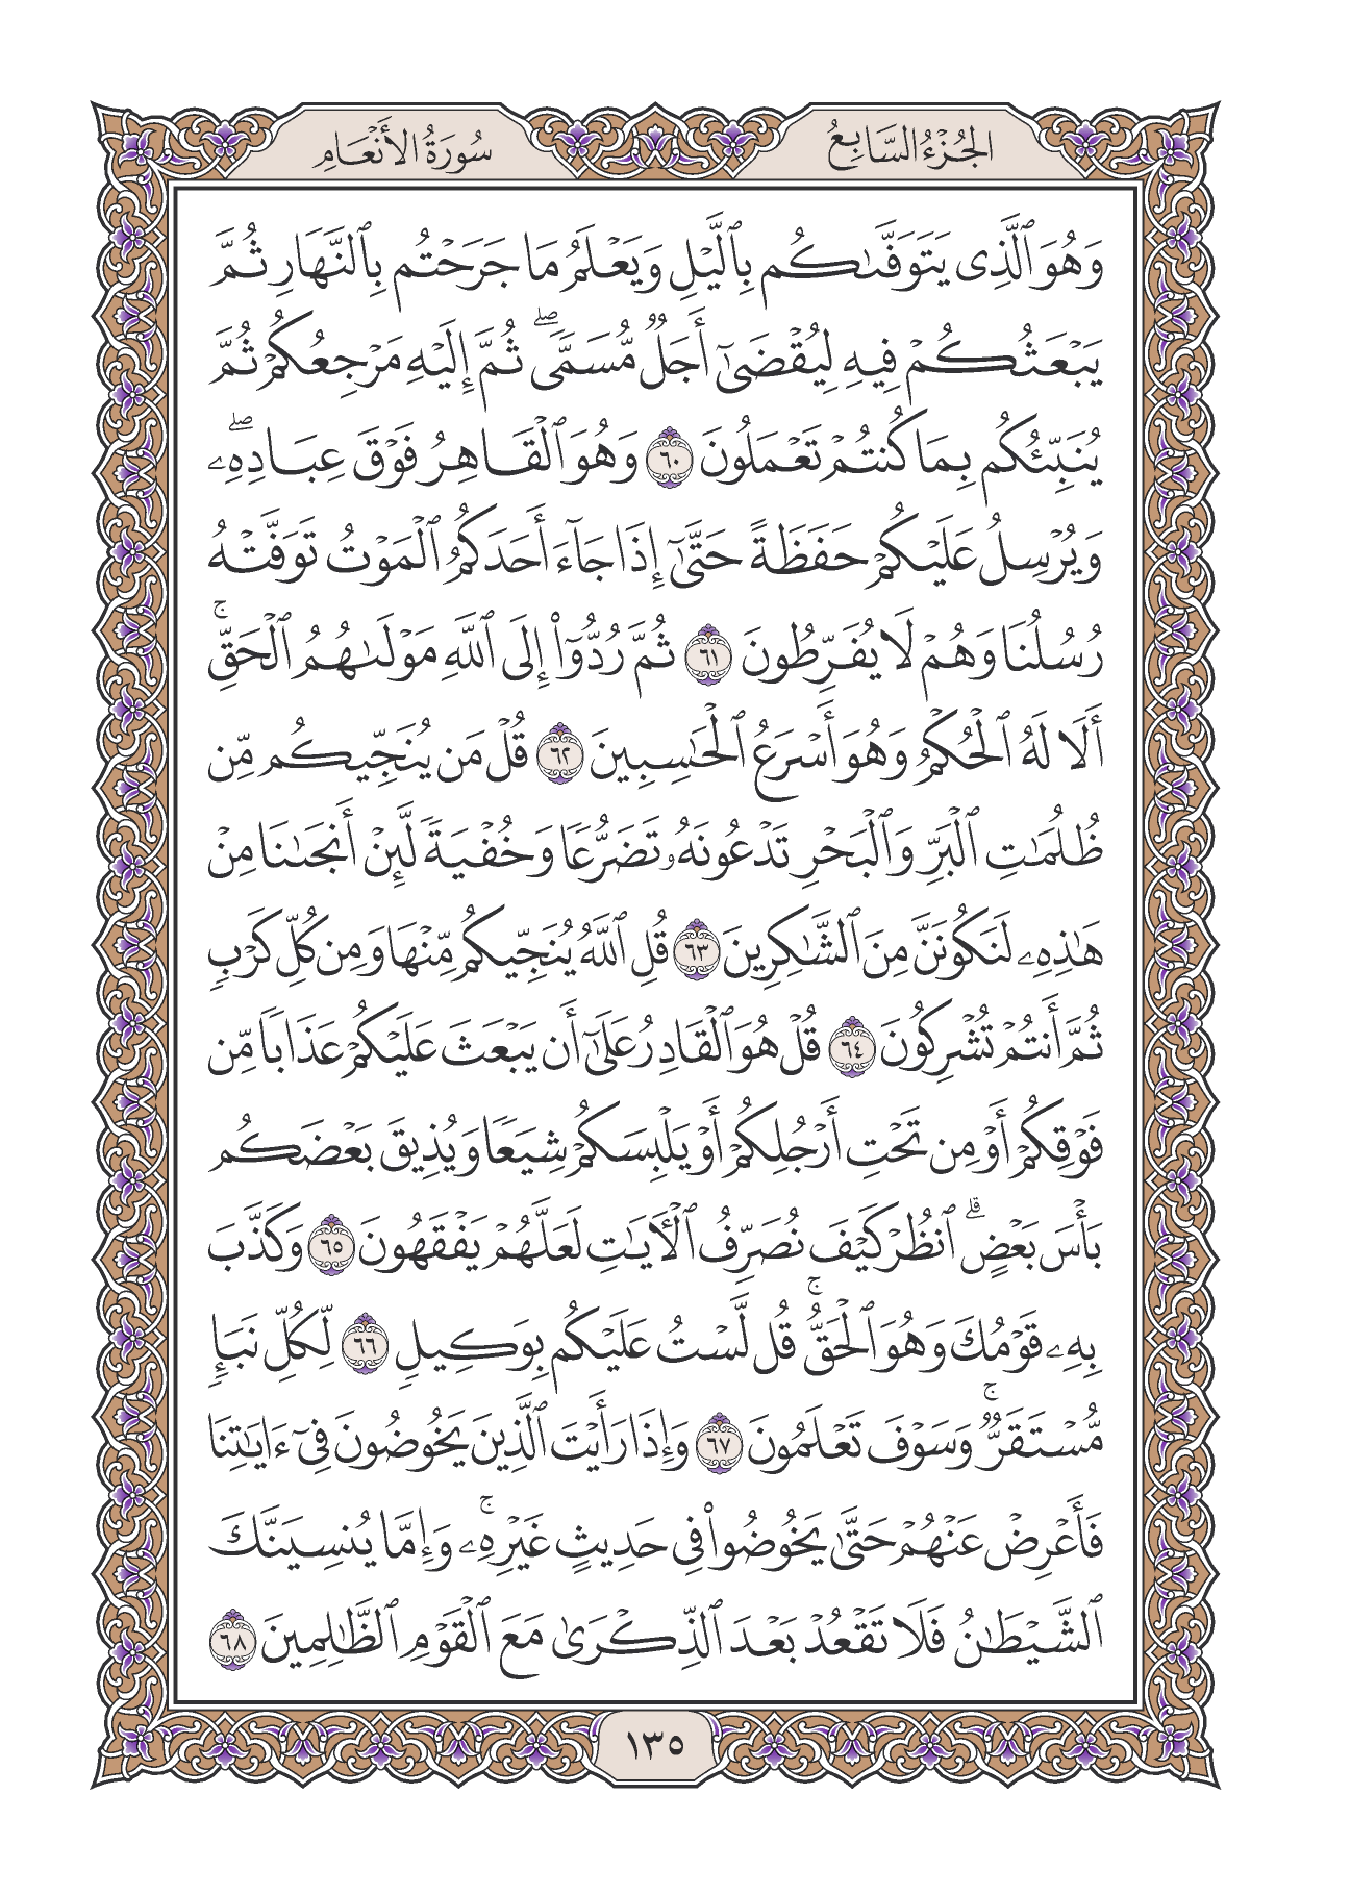 الجُزْءُ السَّابِعُ
سُورَةُ الأَنْعَامِ
وَهُوَ ٱلَّذِى يَتَوَفَّىٰكُم بِٱلَّيْلِ وَيَعْلَمُ مَا جَرَحْتُم بِٱلنَّهَارِ ثُمَّ
يَبْعَثُكُمْ فِيهِ لِيُقْضَىٰٓ أَجَلٌ مُّسَمًّى ۖ ثُمَّ إِلَيْهِ مَرْجِعُكُمْ ثُمَّ
يُنَبِّئُكُم بِمَا كُنتُمْ تَعْمَلُونَ ٦٠ وَهُوَ ٱلْقَاهِرُ فَوْقَ عِبَادِهِۦ ۖ
وَيُرْسِلُ عَلَيْكُمْ حَفَظَةً حَتَّىٰٓ إِذَا جَآءَ أَحَدَكُمُ ٱلْمَوْتُ تَوَفَّتْهُ
رُسُلُنَا وَهُمْ لَا يُفَرِّطُونَ ٦١ ثُمَّ رُدُّوٓا۟ إِلَى ٱللَّهِ مَوْلَىٰهُمُ ٱلْحَقِّ ۚ
أَلَا لَهُ ٱلْحُكْمُ وَهُوَ أَسْرَعُ ٱلْحَٰسِبِينَ ٦٢ قُلْ مَن يُنَجِّيكُم مِّن
ظُلُمَٰتِ ٱلْبَرِّ وَٱلْبَحْرِ تَدْعُونَهُۥ تَضَرُّعًا وَخُفْيَةً لَّئِنْ أَنجَىٰنَا مِنْ
هَٰذِهِۦ لَنَكُونَنَّ مِنَ ٱلشَّٰكِرِينَ ٦٣ قُلِ ٱللَّهُ يُنَجِّيكُم مِّنْهَا وَمِن كُلِّ كَرْبٍ
ثُمَّ أَنتُمْ تُشْرِكُونَ ٦٤ قُلْ هُوَ ٱلْقَادِرُ عَلَىٰٓ أَن يَبْعَثَ عَلَيْكُمْ عَذَابًا مِّن
فَوْقِكُمْ أَوْ مِن تَحْتِ أَرْجُلِكُمْ أَوْ يَلْبِسَكُمْ شِيَعًا وَيُذِيقَ بَعْضَكُم
بَأْسَ بَعْضٍ ۗ ٱنظُرْ كَيْفَ نُصَرِّفُ ٱلْـَٔايَٰتِ لَعَلَّهُمْ يَفْقَهُونَ ٦٥ وَكَذَّبَ
بِهِۦ قَوْمُكَ وَهُوَ ٱلْحَقُّ ۚ قُل لَّسْتُ عَلَيْكُم بِوَكِيلٍ ٦٦ لِّكُلِّ نَبَإٍ
مُّسْتَقَرٌّ ۚ وَسَوْفَ تَعْلَمُونَ ٦٧ وَإِذَا رَأَيْتَ ٱلَّذِينَ يَخُوضُونَ فِىٓ ءَايَٰتِنَا
فَأَعْرِضْ عَنْهُمْ حَتَّىٰ يَخُوضُوا۟ فِى حَدِيثٍ غَيْرِهِۦ ۚ وَإِمَّا يُنسِيَنَّكَ
ٱلشَّيْطَٰنُ فَلَا تَقْعُدْ بَعْدَ ٱلذِّكْرَىٰ مَعَ ٱلْقَوْمِ ٱلظَّٰلِمِينَ ٦٨
١٣٥